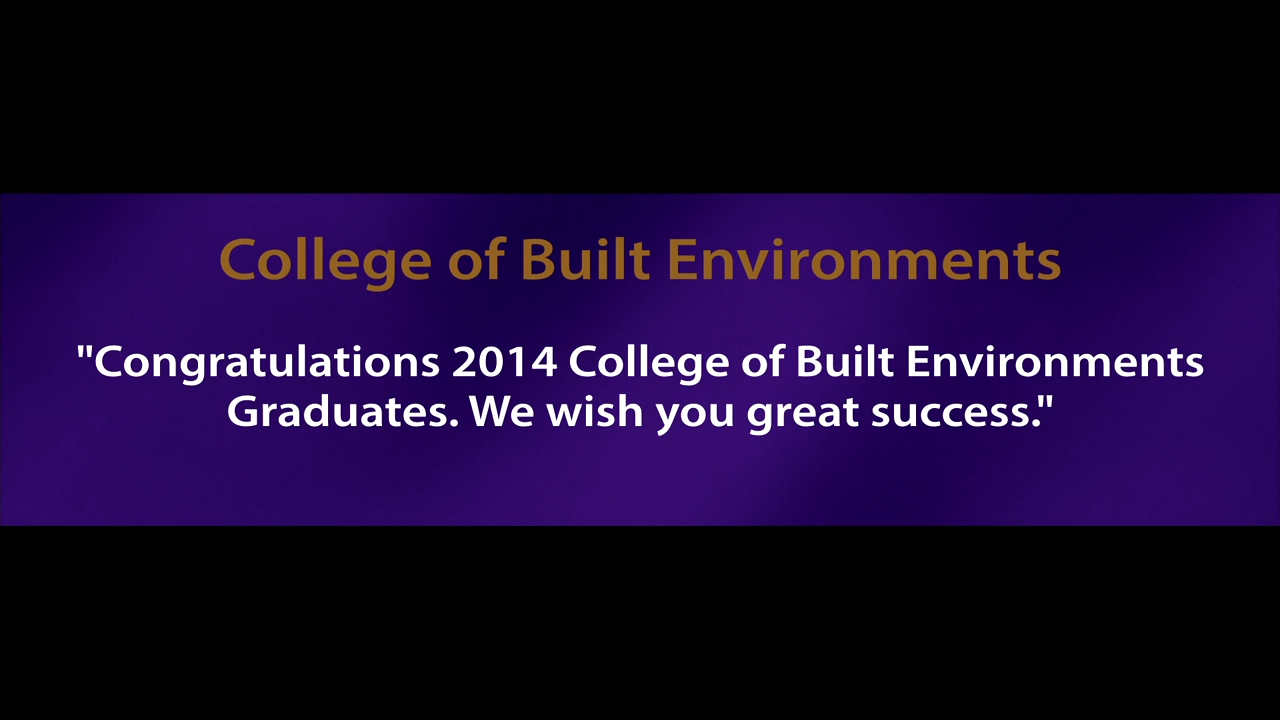 College of Built Environments
"Congratulations 2014 College of Built Environments
Graduates. We wish you great success."